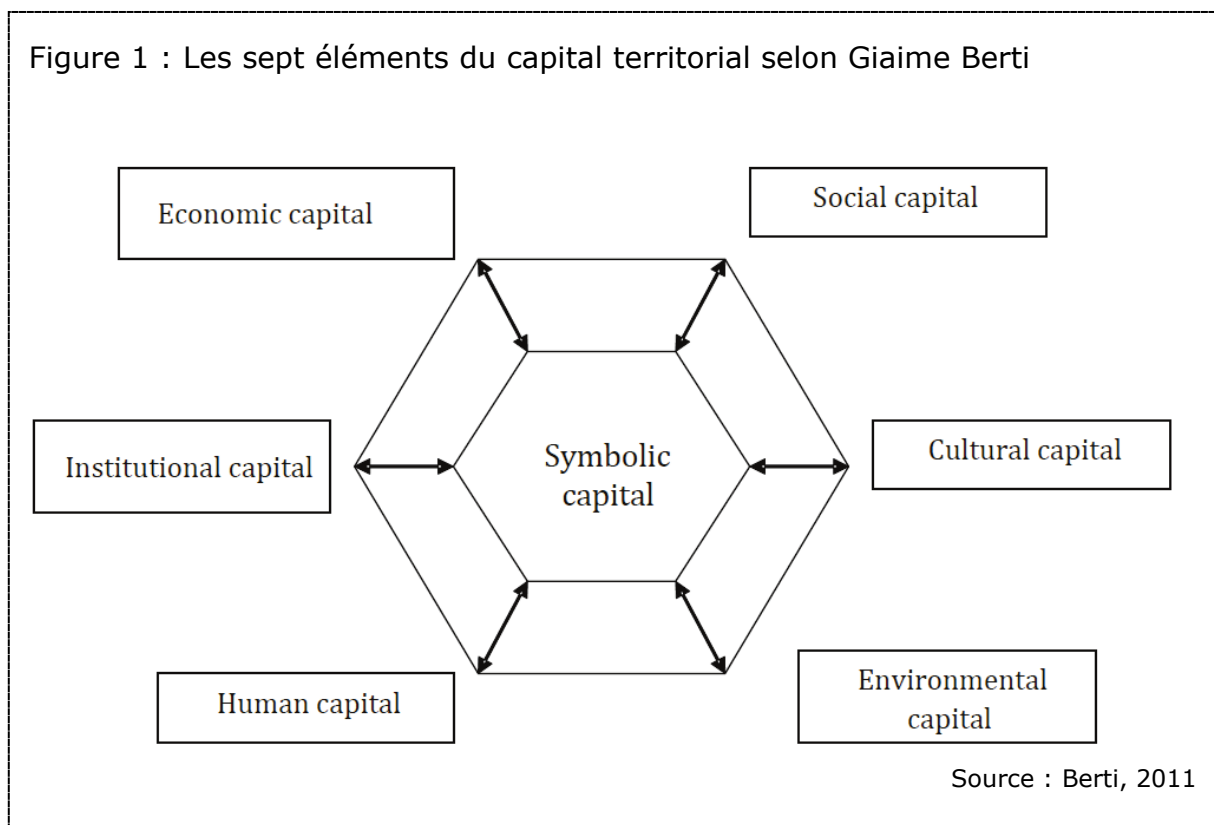 Figure 1 : Les sept éléments du capital territorial selon Giaime Berti
Economic capital
Social capital
Institutional capital
Symbolic
capital
Cultural capital
Human capital
Environmental
capital
Source : Berti, 2011